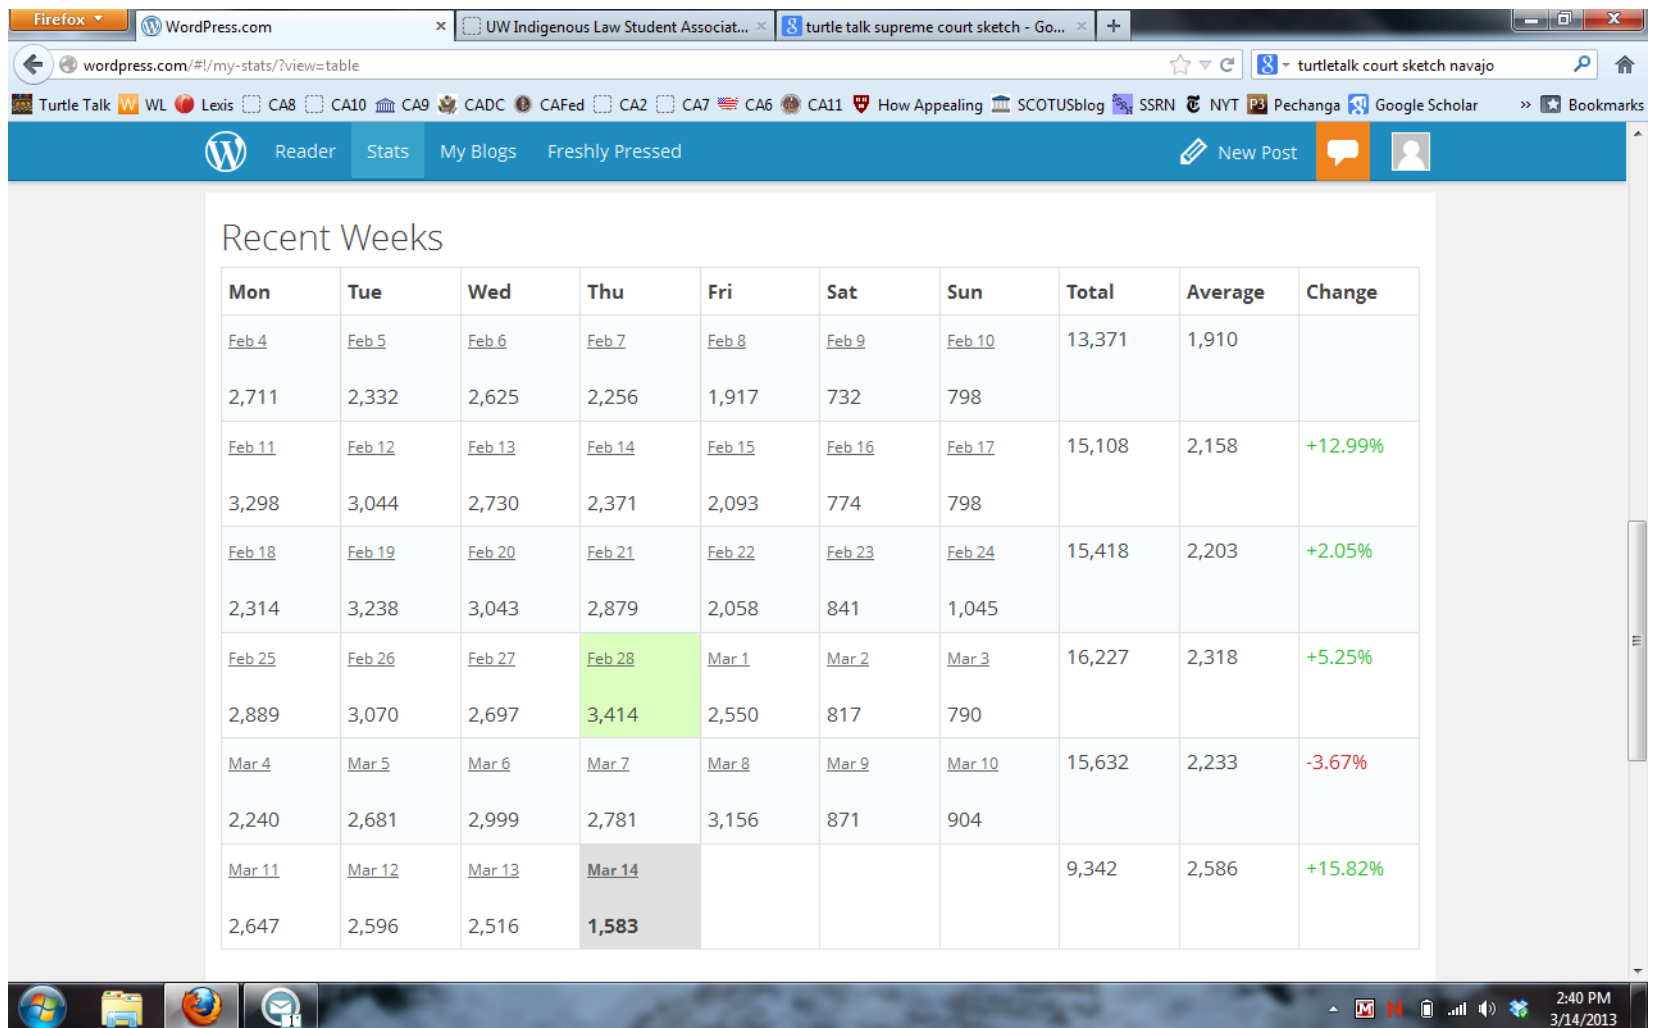 Firefox
WordPress.com
UW Indigenous Law Student Associat...
turtle talk supreme court sketch - Go...
wordpress.com/#!/my-stats/?view=table
turtletalk court sketch navajo
Turtle Talk WL Lexis CA8 CA10 CA9 CADC CAFed CA2 CA7 CA6 CA11 How Appealing SCOTUSblog SSRN NYT Pechanga Google Scholar » Bookmarks
Reader Stats My Blogs Freshly Pressed New Post
Recent Weeks
Mon Tue Wed Thu Fri Sat Sun Total Average Change
Feb 4 Feb 5 Feb 6 Feb 7 Feb 8 Feb 9 Feb 10 13,371 1,910
2,711 2,332 2,625 2,256 1,917 732 798
Feb 11 Feb 12 Feb 13 Feb 14 Feb 15 Feb 16 Feb 17 15,108 2,158 +12.99%
3,298 3,044 2,730 2,371 2,093 774 798
Feb 18 Feb 19 Feb 20 Feb 21 Feb 22 Feb 23 Feb 24 15,418 2,203 +2.05%
2,314 3,238 3,043 2,879 2,058 841 1,045
Feb 25 Feb 26 Feb 27 Feb 28 Mar 1 Mar 2 Mar 3 16,227 2,318 +5.25%
2,889 3,070 2,697 3,414 2,550 817 790
Mar 4 Mar 5 Mar 6 Mar 7 Mar 8 Mar 9 Mar 10 15,632 2,233 -3.67%
2,240 2,681 2,999 2,781 3,156 871 904
Mar 11 Mar 12 Mar 13 Mar 14 9,342 2,586 +15.82%
2,647 2,596 2,516 1,583
2:40 PM
3/14/2013